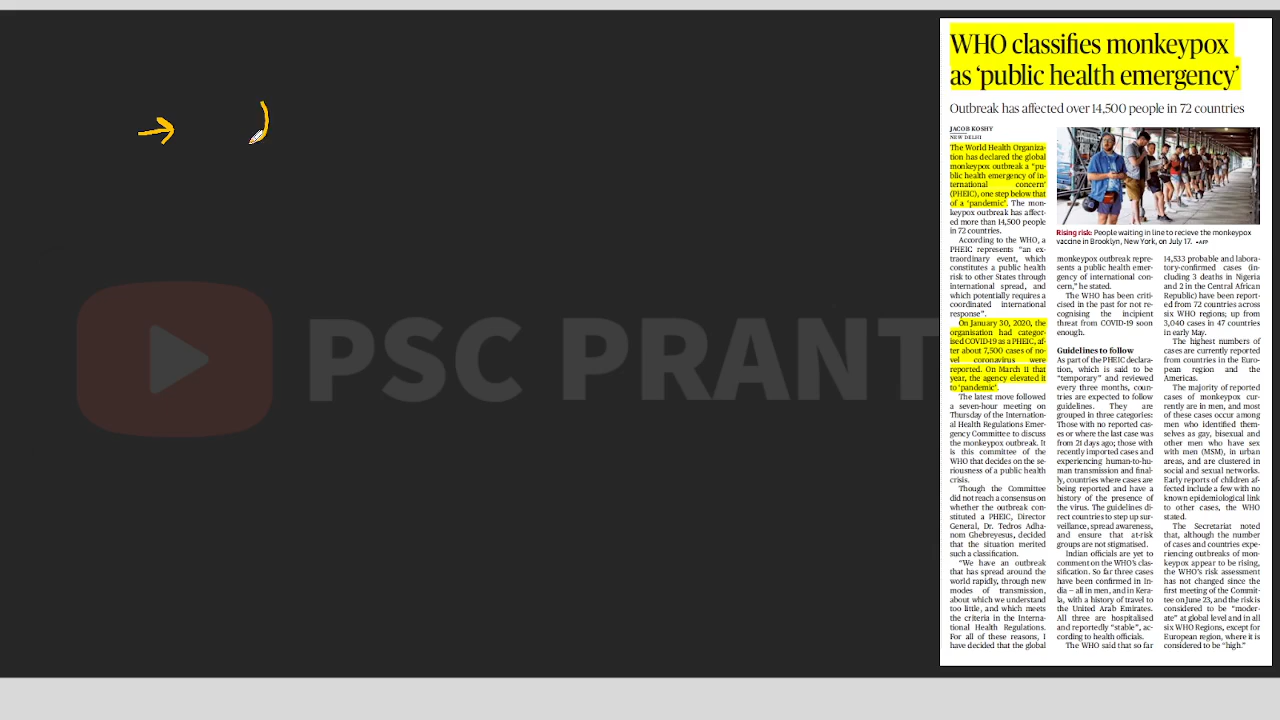 WHO classifies monkeypox
as ‘public health emergency’
Outbreak has affected over 14,500 people in 72 countries
JACOB KOSHY
NEW DELHI
The World Health Organiza-
tion has declared the global
monkeypox outbreak a “pu-
blic health emergency of in-
ternational concern’
(PHEIC), one step below that
of a ‘pandemic’. The mon-
keypox outbreak has affect-
ed more than 14,500 people
in 72 countries.
According to the WHO, a
PHEIC represents “an ex-
traordinary event, which
constitutes a public health
risk to other States through
international spread, and
which potentially requires a
coordinated international
response”.
On January 30, 2020, the
organisation had categor-
ised COVID-19 as a PHEIC, af-
ter about 7,500 cases of no-
vel coronavirus were
reported. On March 11 that
year, the agency elevated it
to ‘pandemic’.
The latest move followed
a seven-hour meeting on
Thursday of the Internation-
al Health Regulations Emer-
gency Committee to discuss
the monkeypox outbreak. It
is this committee of the
WHO that decides on the se-
riousness of a public health
crisis.
Though the Committee
did not reach a consensus on
whether the outbreak con-
stituted a PHEIC, Director
General, Dr. Tedros Adha-
nom Ghebreyesus, decided
that the situation merited
such a classification.
“We have an outbreak
that has spread around the
world rapidly, through new
modes of transmission,
about which we understand
too little, and which meets
the criteria in the Interna-
tional Health Regulations.
For all of these reasons, I
have decided that the global
Rising risk: People waiting in line to recieve the monkeypox
vaccine in Brooklyn, New York, on July 17. •AFP
monkeypox outbreak repre-
sents a public health emer-
gency of international con-
cern,” he stated.
The WHO has been criti-
cised in the past for not re-
cognising the incipient
threat from COVID-19 soon
enough.
Guidelines to follow
As part of the PHEIC declara-
tion, which is said to be
“temporary” and reviewed
every three months, coun-
tries are expected to follow
guidelines. They are
grouped in three categories:
Those with no reported cas-
es or where the last case was
from 21 days ago; those with
recently imported cases and
experiencing human-to-hu-
man transmission and final-
ly, countries where cases are
being reported and have a
history of the presence of
the virus. The guidelines di-
rect countries to step up sur-
veillance, spread awareness,
and ensure that at-risk
groups are not stigmatised.
Indian officials are yet to
comment on the WHO’s clas-
sification. So far three cases
have been confirmed in In-
dia — all in men, and in Kera-
la, with a history of travel to
the United Arab Emirates.
All three are hospitalised
and reportedly “stable”, ac-
cording to health officials.
The WHO said that so far
14,533 probable and labora-
tory-confirmed cases (in-
cluding 3 deaths in Nigeria
and 2 in the Central African
Republic) have been report-
ed from 72 countries across
six WHO regions; up from
3,040 cases in 47 countries
in early May.
The highest numbers of
cases are currently reported
from countries in the Euro-
pean region and the
Americas.
The majority of reported
cases of monkeypox cur-
rently are in men, and most
of these cases occur among
men who identified them-
selves as gay, bisexual and
other men who have sex
with men (MSM), in urban
areas, and are clustered in
social and sexual networks.
Early reports of children af-
fected include a few with no
known epidemiological link
to other cases, the WHO
stated.
The Secretariat noted
that, although the number
of cases and countries expe-
riencing outbreaks of mon-
keypox appear to be rising,
the WHO’s risk assessment
has not changed since the
first meeting of the Commit-
tee on June 23, and the risk is
considered to be “moder-
ate” at global level and in all
six WHO Regions, except for
European region, where it is
considered to be “high.”
PSC PRANT